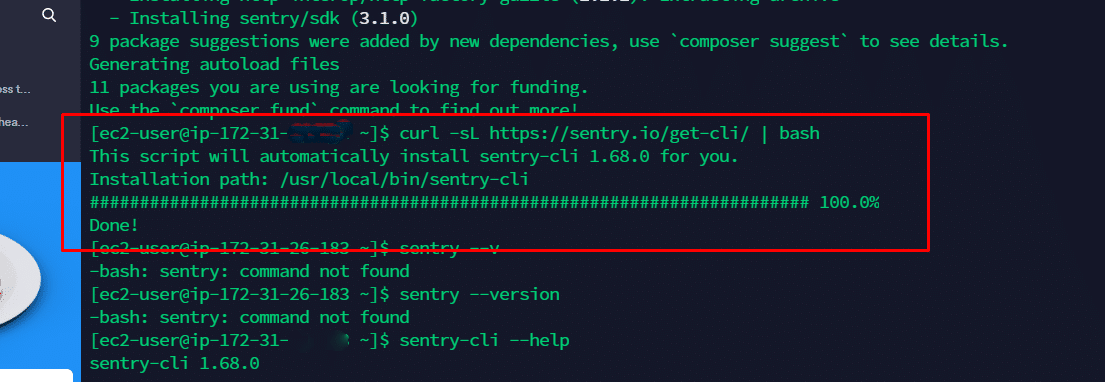 - Installing sentry/sdk (3.1.0)
9 package suggestions were added by new dependencies, use `composer suggest` to see details.
Generating autoload files
11 packages you are using are looking for funding.
Use the `composer fund` command to find out more!
[ec2-user@ip-172-31- ~]$ curl -sL https://sentry.io/get-cli/ | bash
This script will automatically install sentry-cli 1.68.0 for you.
Installation path: /usr/local/bin/sentry-cli
######################################################################## 100.0%
Done!
[ec2-user@ip-172-31-26-183 ~]$ sentry --v
-bash: sentry: command not found
[ec2-user@ip-172-31-26-183 ~]$ sentry --version
-bash: sentry: command not found
[ec2-user@ip-172-31- ~]$ sentry-cli --help
sentry-cli 1.68.0